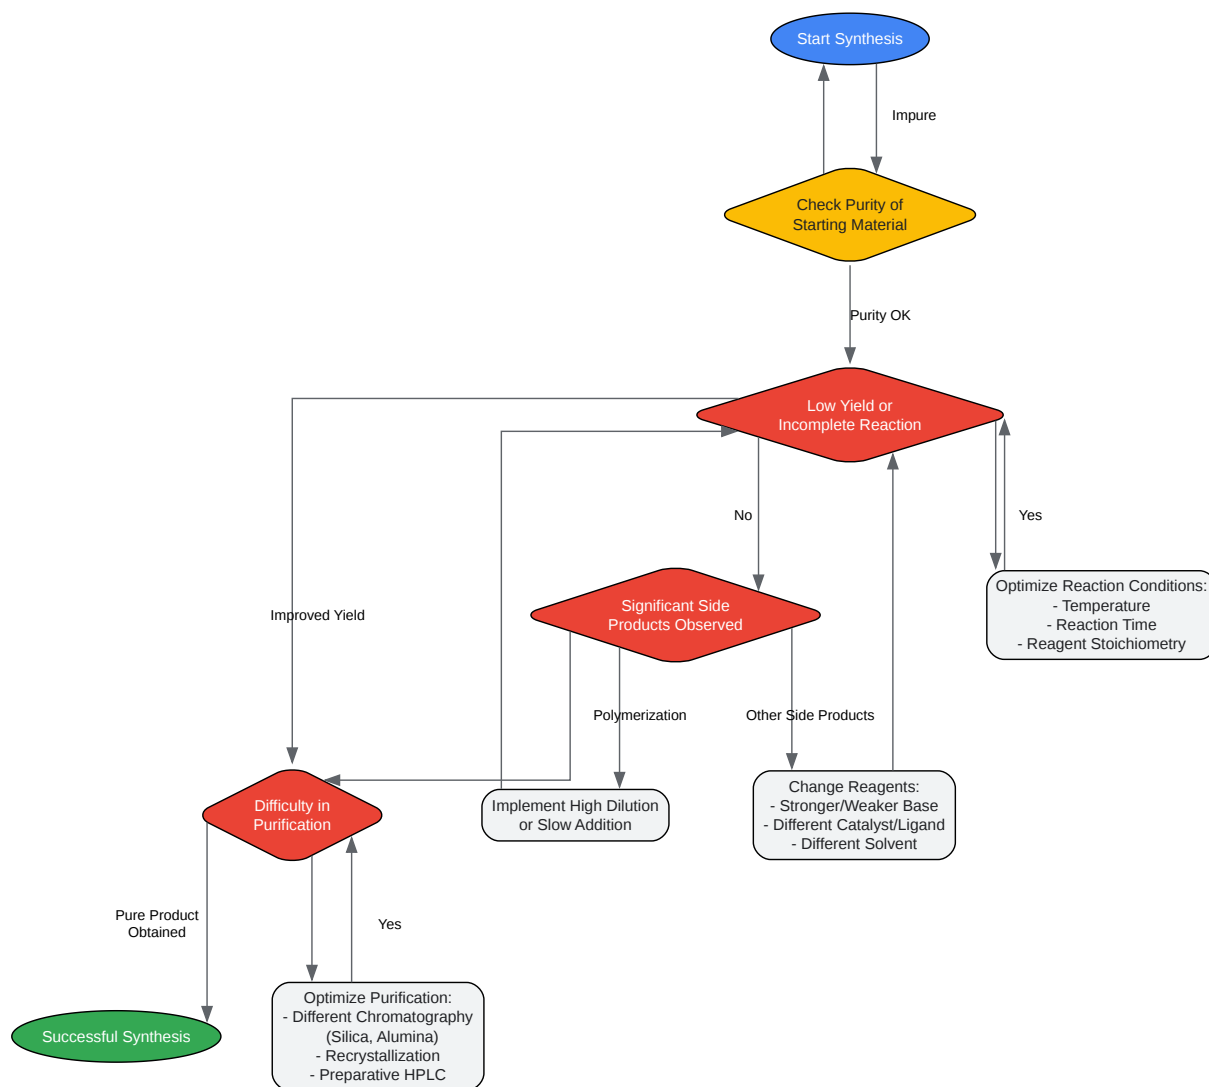 Start Synthesis
Impure
Check Purity of
Starting Material
Purity OK
Low Yield or
Incomplete Reaction
No
Yes
Optimize Reaction Conditions:
- Temperature
- Reaction Time
- Reagent Stoichiometry
Significant Side
Products Observed
Improved Yield
Polymerization
Other Side Products
Difficulty in
Purification
Implement High Dilution
or Slow Addition
Change Reagents:
- Stronger/Weaker Base
- Different Catalyst/Ligand
- Different Solvent
Pure Product
Obtained
Yes
Successful Synthesis
Optimize Purification:
- Different Chromatography
(Silica, Alumina)
- Recrystallization
- Preparative HPLC